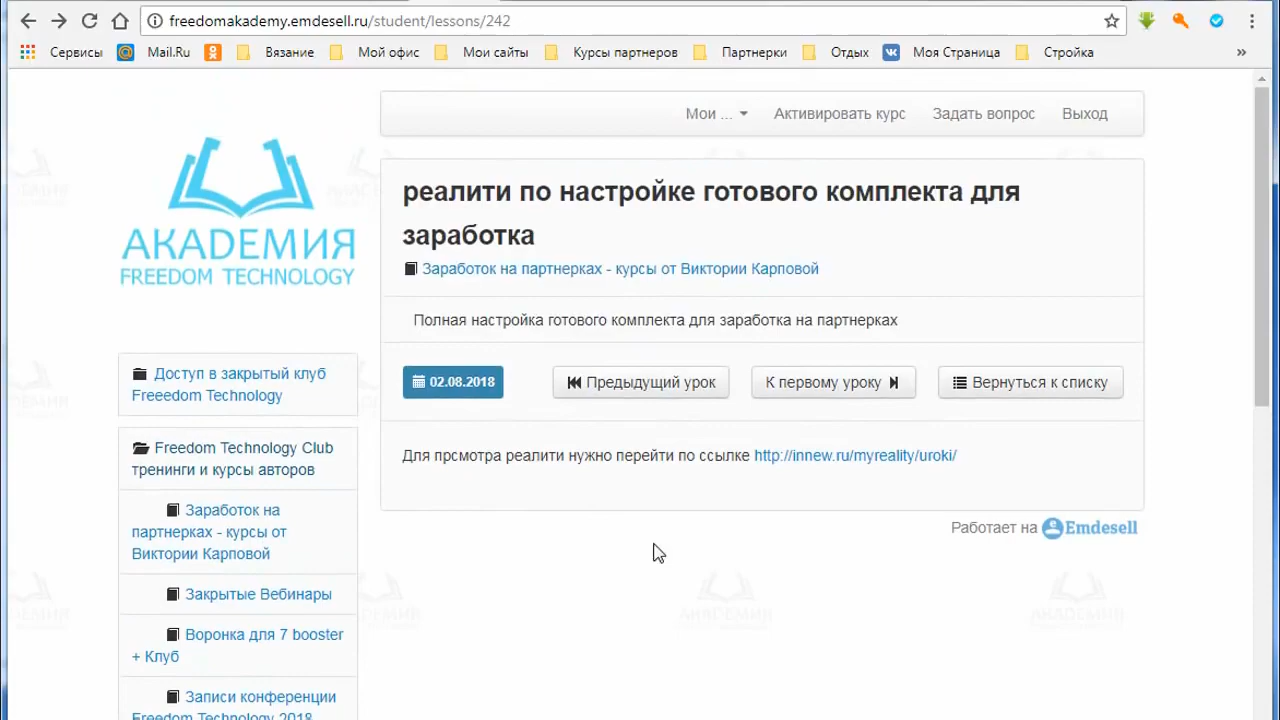 freedomakademy.emdesell.ru/student/lessons/242
Сервисы Mail.Ru Вязание Мой офис Мои сайты Курсы партнеров Партнерки Отдых Моя Страница Стройка »
Мои ... Активировать курс Задать вопрос Выход
АКАДЕМИЯ
FREEDOM TECHNOLOGY
реалити по настройке готового комплекта для
заработка
Заработок на партнерках - курсы от Виктории Карповой
Полная настройка готового комплекта для заработка на партнерках
02.08.2018 Предыдущий урок К первому уроку Вернуться к списку
Для прсмотра реалити нужно перейти по ссылке http://innew.ru/myreality/uroki/
Работает на Emdesell
Доступ в закрытый клуб
Freeedom Technology
Freedom Technology Club
тренинги и курсы авторов
Заработок на
партнерках - курсы от
Виктории Карповой
Закрытые Вебинары
Воронка для 7 booster
+ Клуб
Записи конференции
Freedom Technology 2018